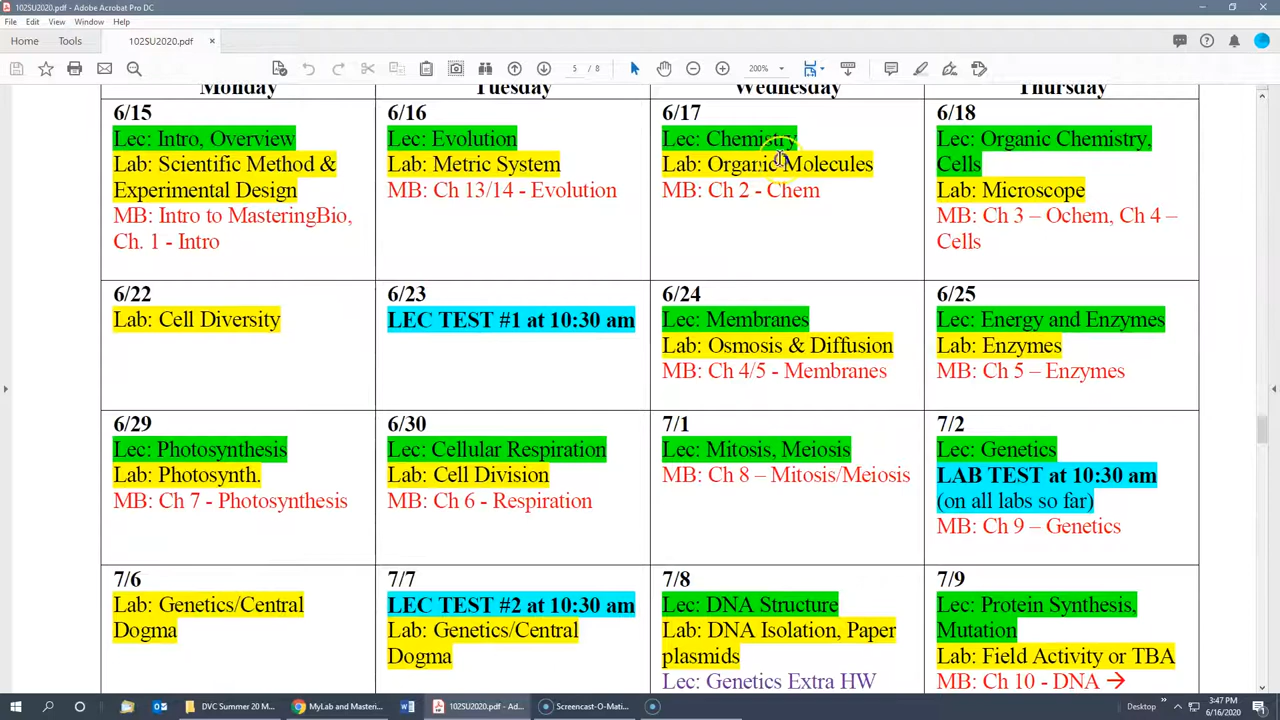 102SU2020.pdf - Adobe Acrobat Pro DC
File Edit View Window Help
Home Tools 102SU2020.pdf ×
5 / 8 200%
Monday Tuesday Wednesday Thursday
6/15
Lec: Intro, Overview
Lab: Scientific Method &
Experimental Design
MB: Intro to MasteringBio,
Ch. 1 - Intro
6/16
Lec: Evolution
Lab: Metric System
MB: Ch 13/14 - Evolution
6/17
Lec: Chemistry
Lab: Organic Molecules
MB: Ch 2 - Chem
6/18
Lec: Organic Chemistry,
Cells
Lab: Microscope
MB: Ch 3 – Ochem, Ch 4 –
Cells
6/22
Lab: Cell Diversity
6/23
LEC TEST #1 at 10:30 am
6/24
Lec: Membranes
Lab: Osmosis & Diffusion
MB: Ch 4/5 - Membranes
6/25
Lec: Energy and Enzymes
Lab: Enzymes
MB: Ch 5 – Enzymes
6/29
Lec: Photosynthesis
Lab: Photosynth.
MB: Ch 7 - Photosynthesis
6/30
Lec: Cellular Respiration
Lab: Cell Division
MB: Ch 6 - Respiration
7/1
Lec: Mitosis, Meiosis
MB: Ch 8 – Mitosis/Meiosis
7/2
Lec: Genetics
LAB TEST at 10:30 am
(on all labs so far)
MB: Ch 9 – Genetics
7/6
Lab: Genetics/Central
Dogma
7/7
LEC TEST #2 at 10:30 am
Lab: Genetics/Central
Dogma
7/8
Lec: DNA Structure
Lab: DNA Isolation, Paper
plasmids
Lec: Genetics Extra HW
7/9
Lec: Protein Synthesis,
Mutation
Lab: Field Activity or TBA
MB: Ch 10 - DNA →
DVC Summer 20 M... MyLab and Masteri... 102SU2020.pdf - Ad... Screencast-O-Mati... Desktop 3:47 PM
6/16/2020